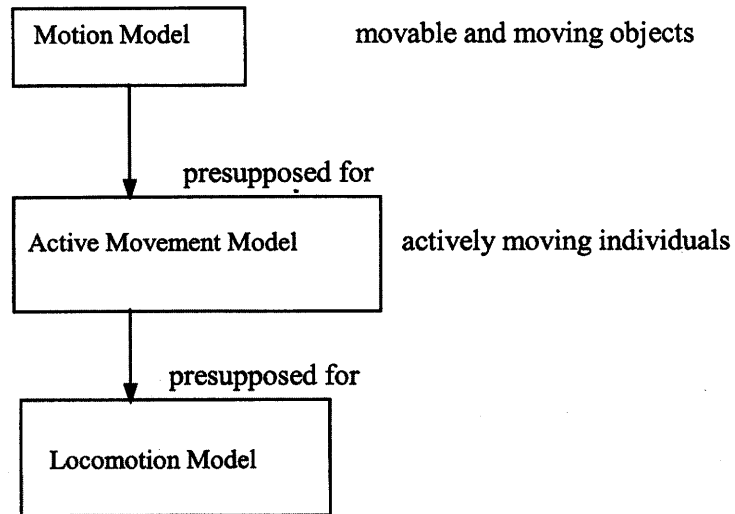 Motion Model
movable and moving objects
presupposed for
Active Movement Model
actively moving individuals
presupposed for
Locomotion Model